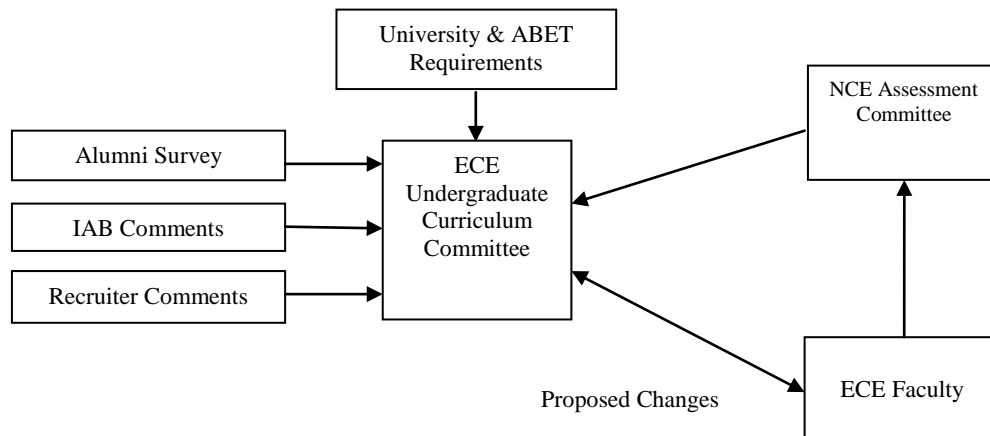 University & ABET
Requirements
NCE Assessment
Committee
Alumni Survey
IAB Comments
Recruiter Comments
ECE
Undergraduate
Curriculum
Committee
Proposed Changes
ECE Faculty